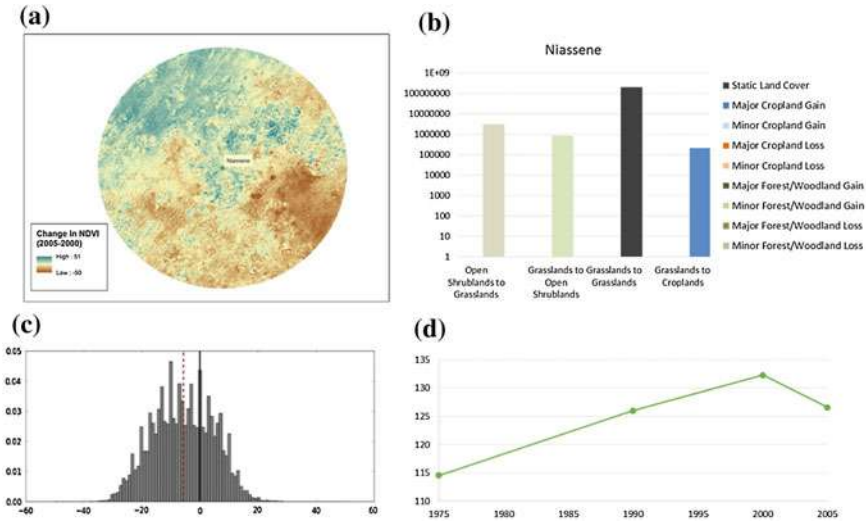 (a)
Niassene
Change In NDVI
(2005-2000)
High : 51
Low : -50
(b)
Niassene
1E+09
100000000
10000000
1000000
100000
10000
1000
100
10
1
Open Shrublands to Grasslands
Grasslands to Open Shrublands
Grasslands to Grasslands
Grasslands to Croplands
Static Land Cover
Major Cropland Gain
Minor Cropland Gain
Major Cropland Loss
Minor Cropland Loss
Major Forest/Woodland Gain
Minor Forest/Woodland Gain
Major Forest/Woodland Loss
Minor Forest/Woodland Loss
(c)
0.05
0.04
0.03
0.02
0.01
0.00
−60
−40
−20
0
20
40
60
(d)
135
130
125
120
115
110
1975
1980
1985
1990
1995
2000
2005